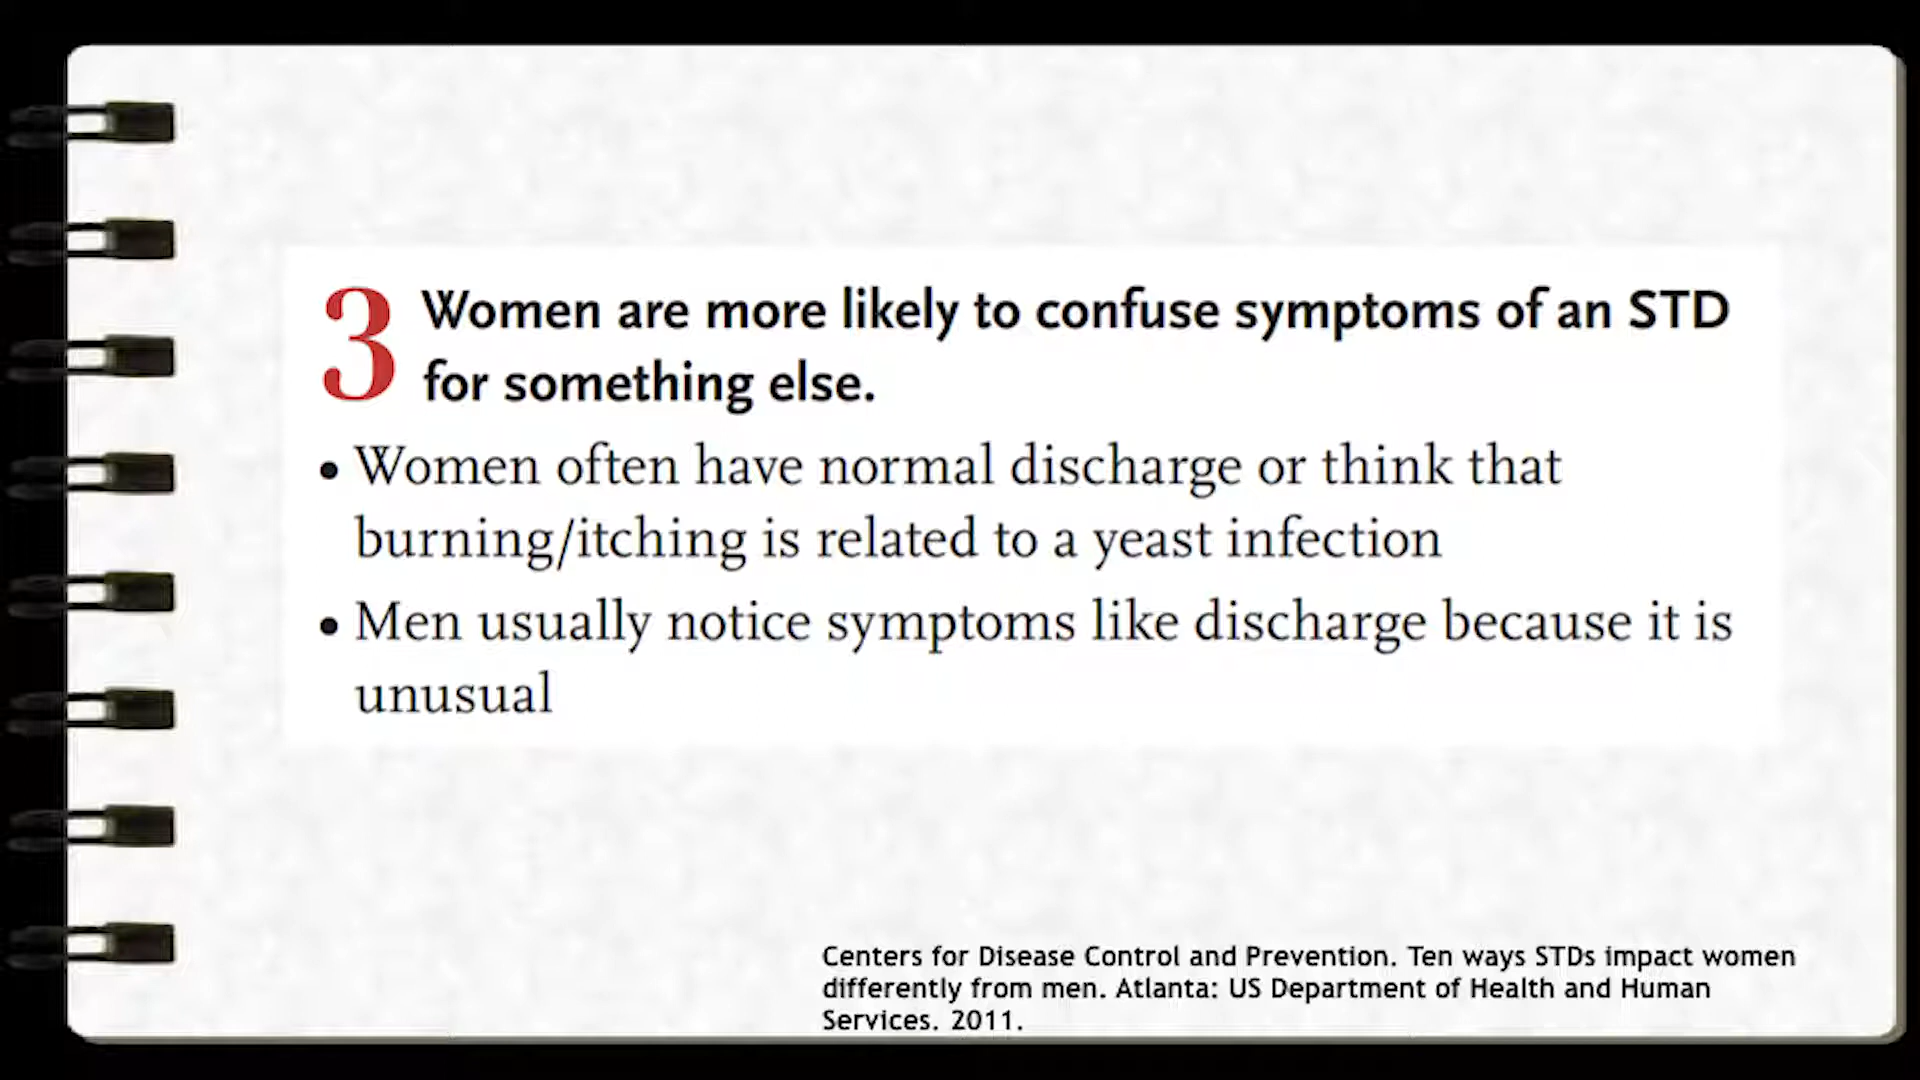 3 Women are more likely to confuse symptoms of an STD
for something else.
• Women often have normal discharge or think that
burning/itching is related to a yeast infection
• Men usually notice symptoms like discharge because it is
unusual
Centers for Disease Control and Prevention. Ten ways STDs impact women
differently from men. Atlanta: US Department of Health and Human
Services. 2011.